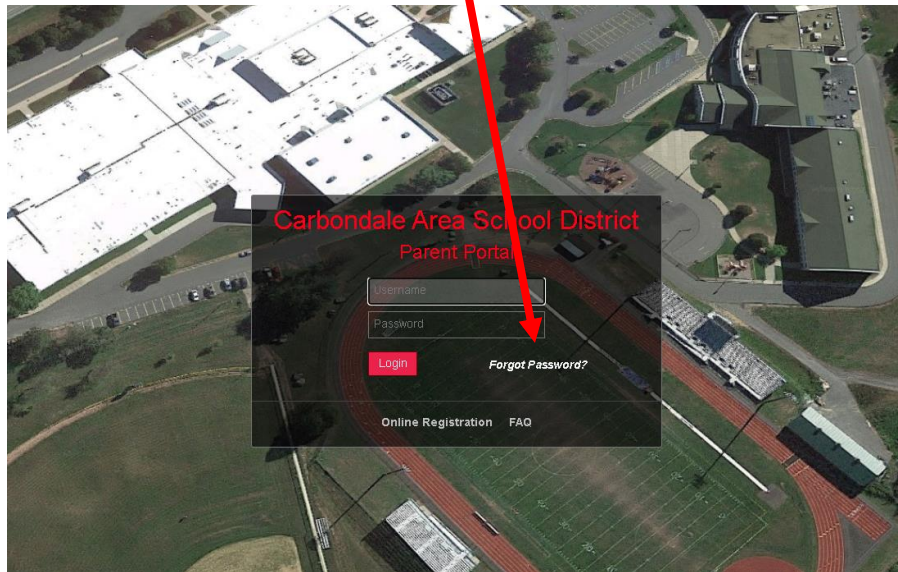 Carbondale Area School District
Parent Portal
Username
Password
Login
Forgot Password?
Online Registration FAQ